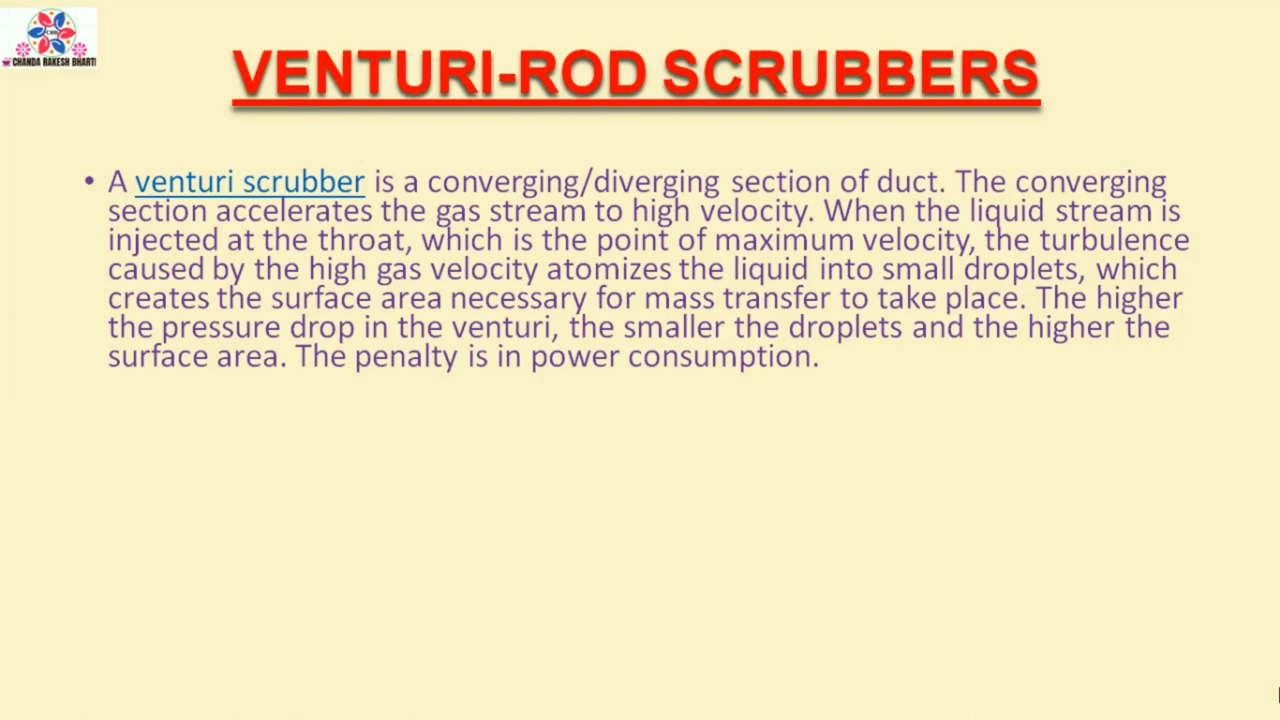 CHANDA RAKESH BHARTI
VENTURI-ROD SCRUBBERS
• A venturi scrubber is a converging/diverging section of duct. The converging
section accelerates the gas stream to high velocity. When the liquid stream is
injected at the throat, which is the point of maximum velocity, the turbulence
caused by the high gas velocity atomizes the liquid into small droplets, which
creates the surface area necessary for mass transfer to take place. The higher
the pressure drop in the venturi, the smaller the droplets and the higher the
surface area. The penalty is in power consumption.